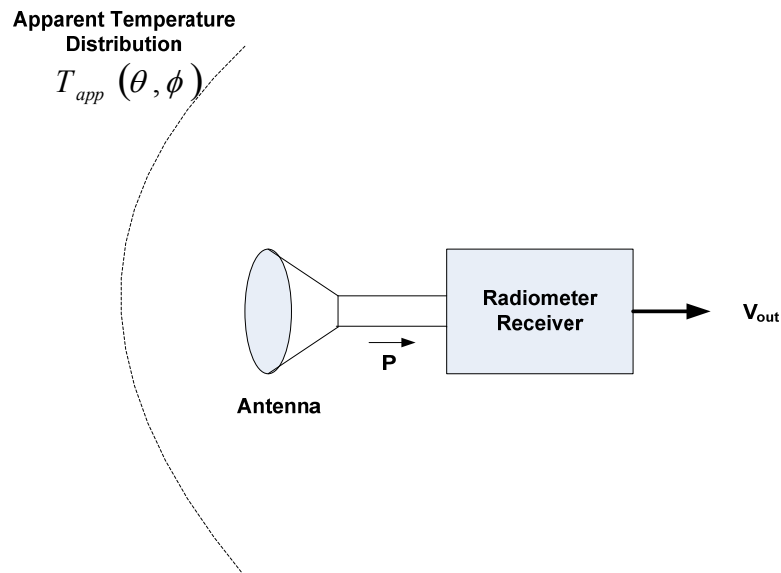 Apparent Temperature
Distribution
T_app (θ, ϕ)
Radiometer
Receiver
V_out
P
Antenna